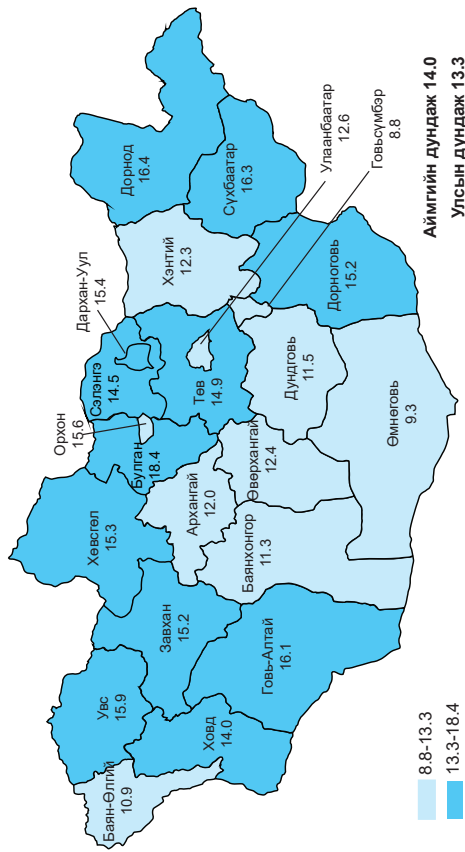 Баян-Өлгий
10.9
Увс
15.9
Ховд
14.0
Завхан
15.2
Говь-Алтай
16.1
Хөвсгөл
15.3
Архангай
12.0
Баянхонгор
11.3
Өвөрхангай
12.4
Орхон
15.6
Булган
18.4
Сэлэнгэ
14.5
Дархан-Уул
15.4
Төв
14.9
Дундговь
11.5
Өмнөговь
9.3
Хэнтий
12.3
Дорнод
16.4
Сүхбаатар
16.3
Дорноговь
15.2
Улаанбаатар
12.6
Говьсүмбэр
8.8
8.8-13.3
13.3-18.4
Аймгийн дундаж 14.0
Улсын дундаж 13.3